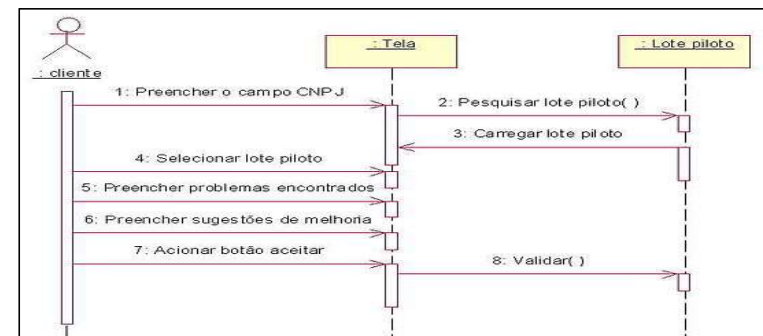 : Tela
: Lote piloto
: cliente
1: Preencher o campo CNPJ
2: Pesquisar lote piloto( )
3: Carregar lote piloto
4: Selecionar lote piloto
5: Preencher problemas encontrados
6: Preencher sugestões de melhoria
7: Acionar botão aceitar
8: Validar( )